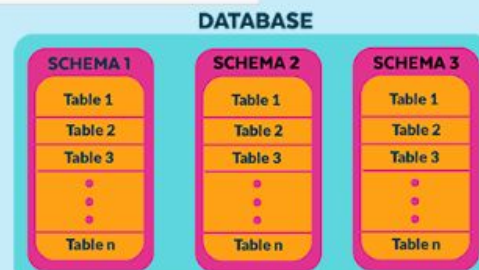 DATABASE
SCHEMA 1
Table 1
Table 2
Table 3
Table n
SCHEMA 2
Table 1
Table 2
Table 3
Table n
SCHEMA 3
Table 1
Table 2
Table 3
Table n